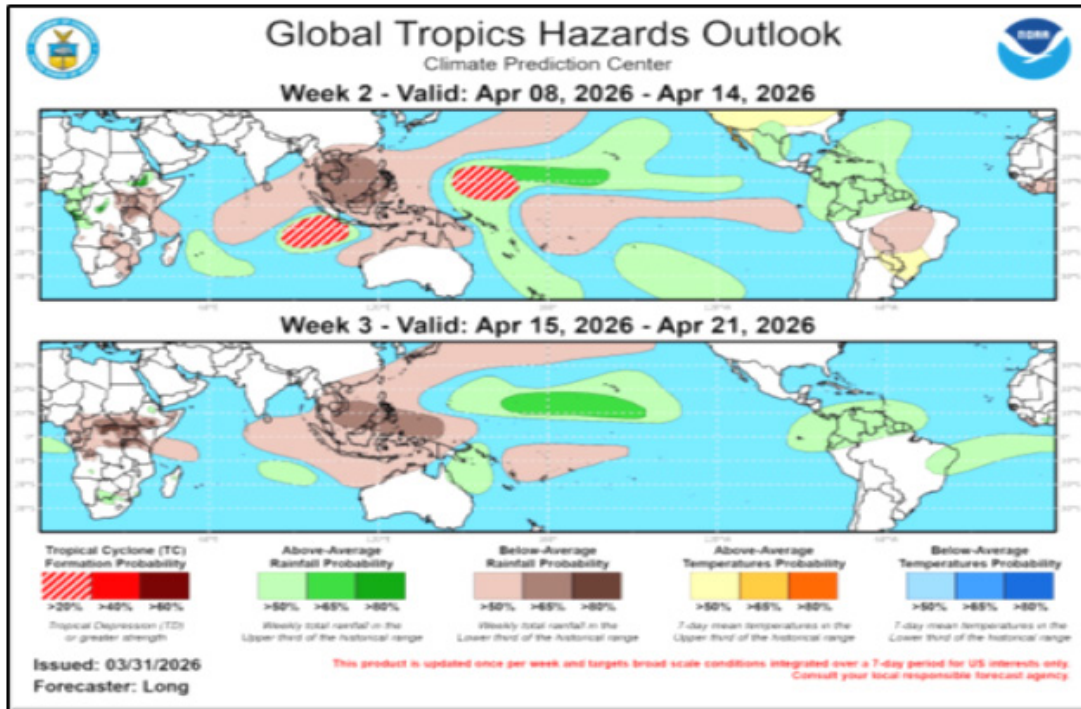 Global Tropics Hazards Outlook
Climate Prediction Center
NOAA
Week 2 - Valid: Apr 08, 2026 - Apr 14, 2026
Week 3 - Valid: Apr 15, 2026 - Apr 21, 2026
Tropical Cyclone (TC)
Formation Probability
>20% >40% >60%
Tropical Depression (TD)
or greater strength
Above-Average
Rainfall Probability
>50% >65% >80%
Weekly total rainfall in the
Upper third of the historical range
Below-Average
Rainfall Probability
>50% >65% >80%
Weekly total rainfall in the
Lower third of the historical range
Above-Average
Temperatures Probability
>50% >65% >80%
7-day mean temperatures in the
Upper third of the historical range
Below-Average
Temperatures Probability
>50% >65% >80%
7-day mean temperatures in the
Lower third of the historical range
Issued: 03/31/2026
Forecaster: Long
This product is updated once per week and targets broad scale conditions integrated over a 7-day period for US interests only.
Consult your local responsible forecast agency.